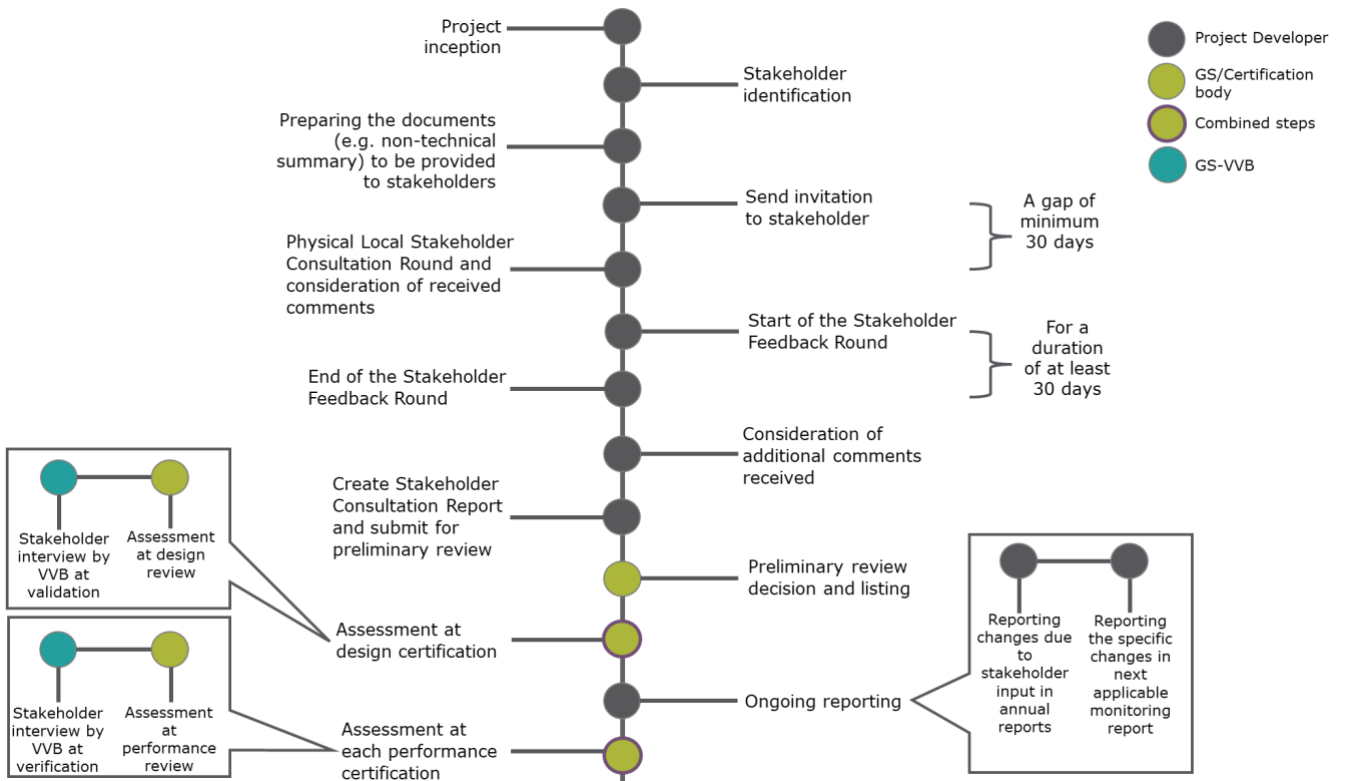 Project
inception
Stakeholder
identification
Preparing the documents
(e.g. non-technical
summary) to be provided
to stakeholders
Send invitation
to stakeholder
A gap of
minimum
30 days
Physical Local Stakeholder
Consultation Round and
consideration of received
comments
Start of the Stakeholder
Feedback Round
For a
duration
of at least
30 days
End of the Stakeholder
Feedback Round
Consideration of
additional comments
received
Create Stakeholder
Consultation Report
and submit for
preliminary review
Preliminary review
decision and listing
Assessment at
design certification
Stakeholder
interview by
VVB at
validation
Assessment
at design
review
Ongoing reporting
Reporting
changes due
to
stakeholder
input in
annual
reports
Reporting
the specific
changes in
next
applicable
monitoring
report
Assessment at
each performance
certification
Stakeholder
interview by
VVB at
verification
Assessment
at
performance
review
Project Developer
GS/Certification
body
Combined steps
GS-VVB